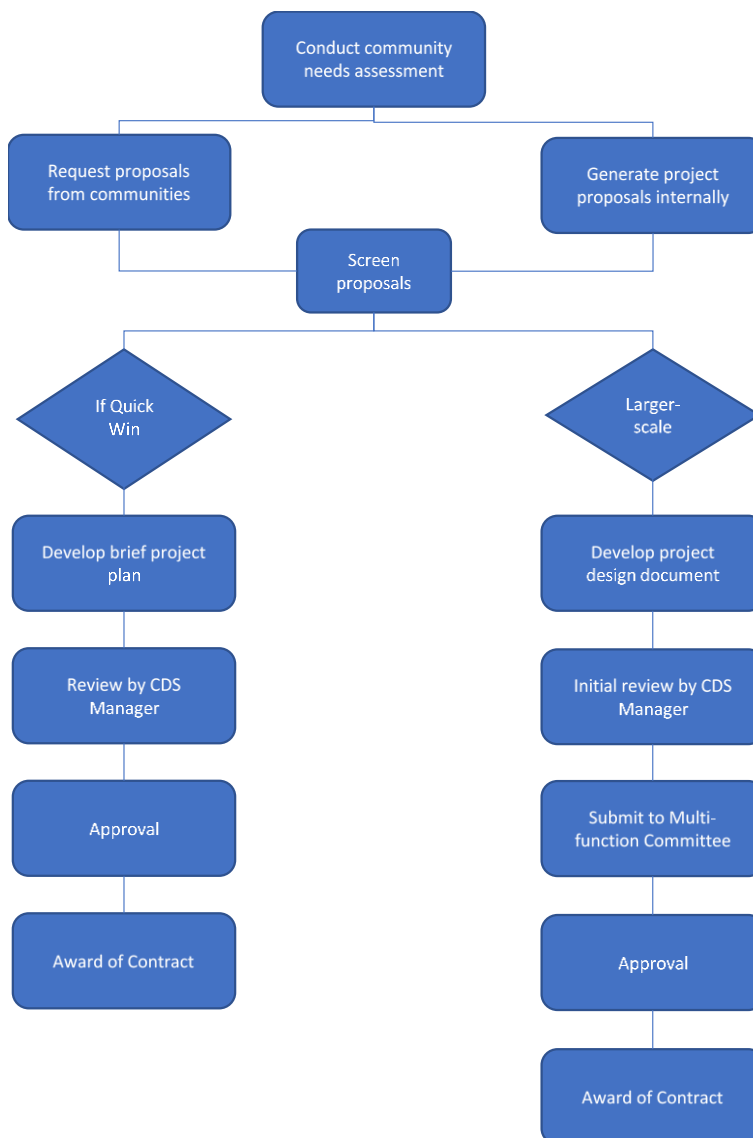 Conduct community
needs assessment
Request proposals
from communities
Generate project
proposals internally
Screen
proposals
If Quick
Win
Larger-
scale
Develop brief project
plan
Develop project
design document
Review by CDS
Manager
Initial review by CDS
Manager
Approval
Submit to Multi-
function Committee
Award of Contract
Approval
Award of Contract